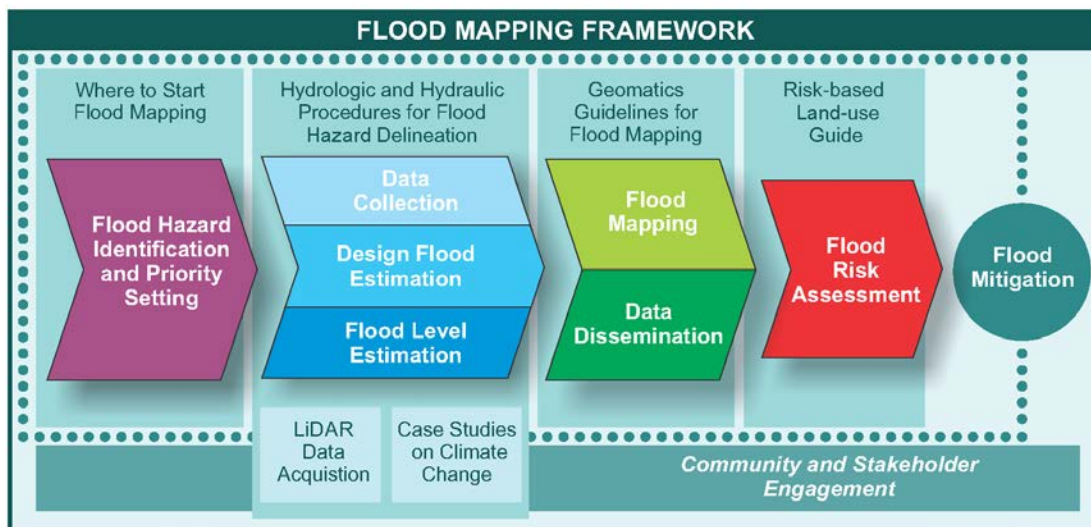 FLOOD MAPPING FRAMEWORK
Where to Start
Flood Mapping
Hydrologic and Hydraulic
Procedures for Flood
Hazard Delineation
Geomatics
Guidelines for
Flood Mapping
Risk-based
Land-use
Guide
Flood Hazard
Identification
and Priority
Setting
Data
Collection
Design Flood
Estimation
Flood Level
Estimation
Flood
Mapping
Data
Dissemination
Flood
Risk
Assessment
Flood
Mitigation
LiDAR
Data
Acquistion
Case Studies
on Climate
Change
Community and Stakeholder
Engagement